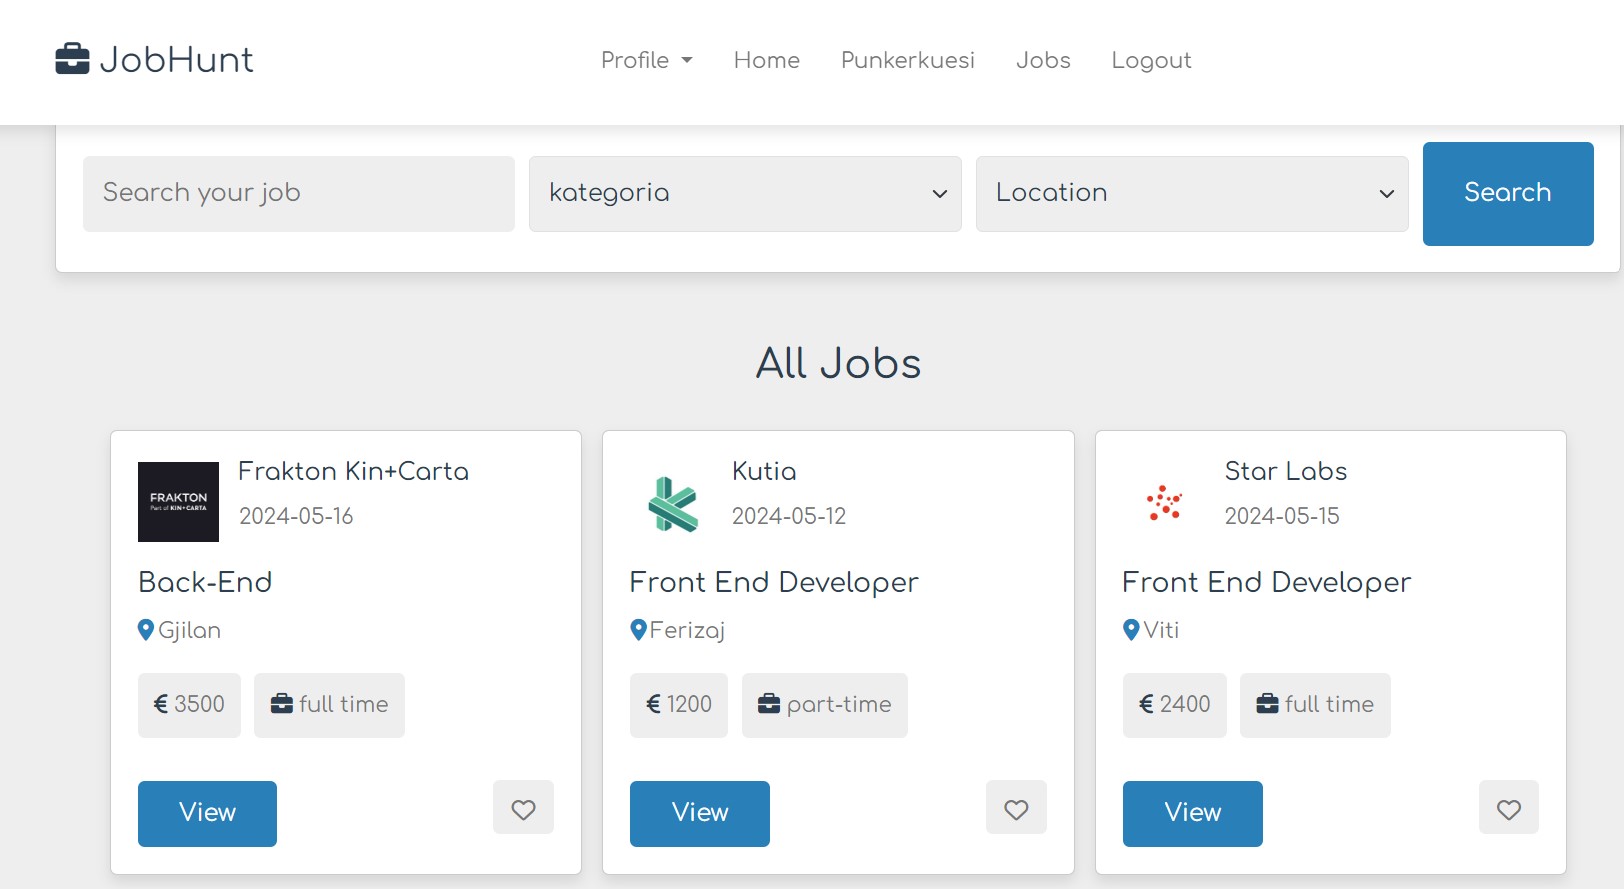 JobHunt
Profile Home Punkerkuesi Jobs Logout
Search your job kategoria Location Search
All Jobs
FRAKTON
Part of KIN+CARTA
Frakton Kin+Carta
2024-05-16
Back-End
Gjilan
€ 3500 full time
View
Kutia
2024-05-12
Front End Developer
Ferizaj
€ 1200 part-time
View
Star Labs
2024-05-15
Front End Developer
Viti
€ 2400 full time
View